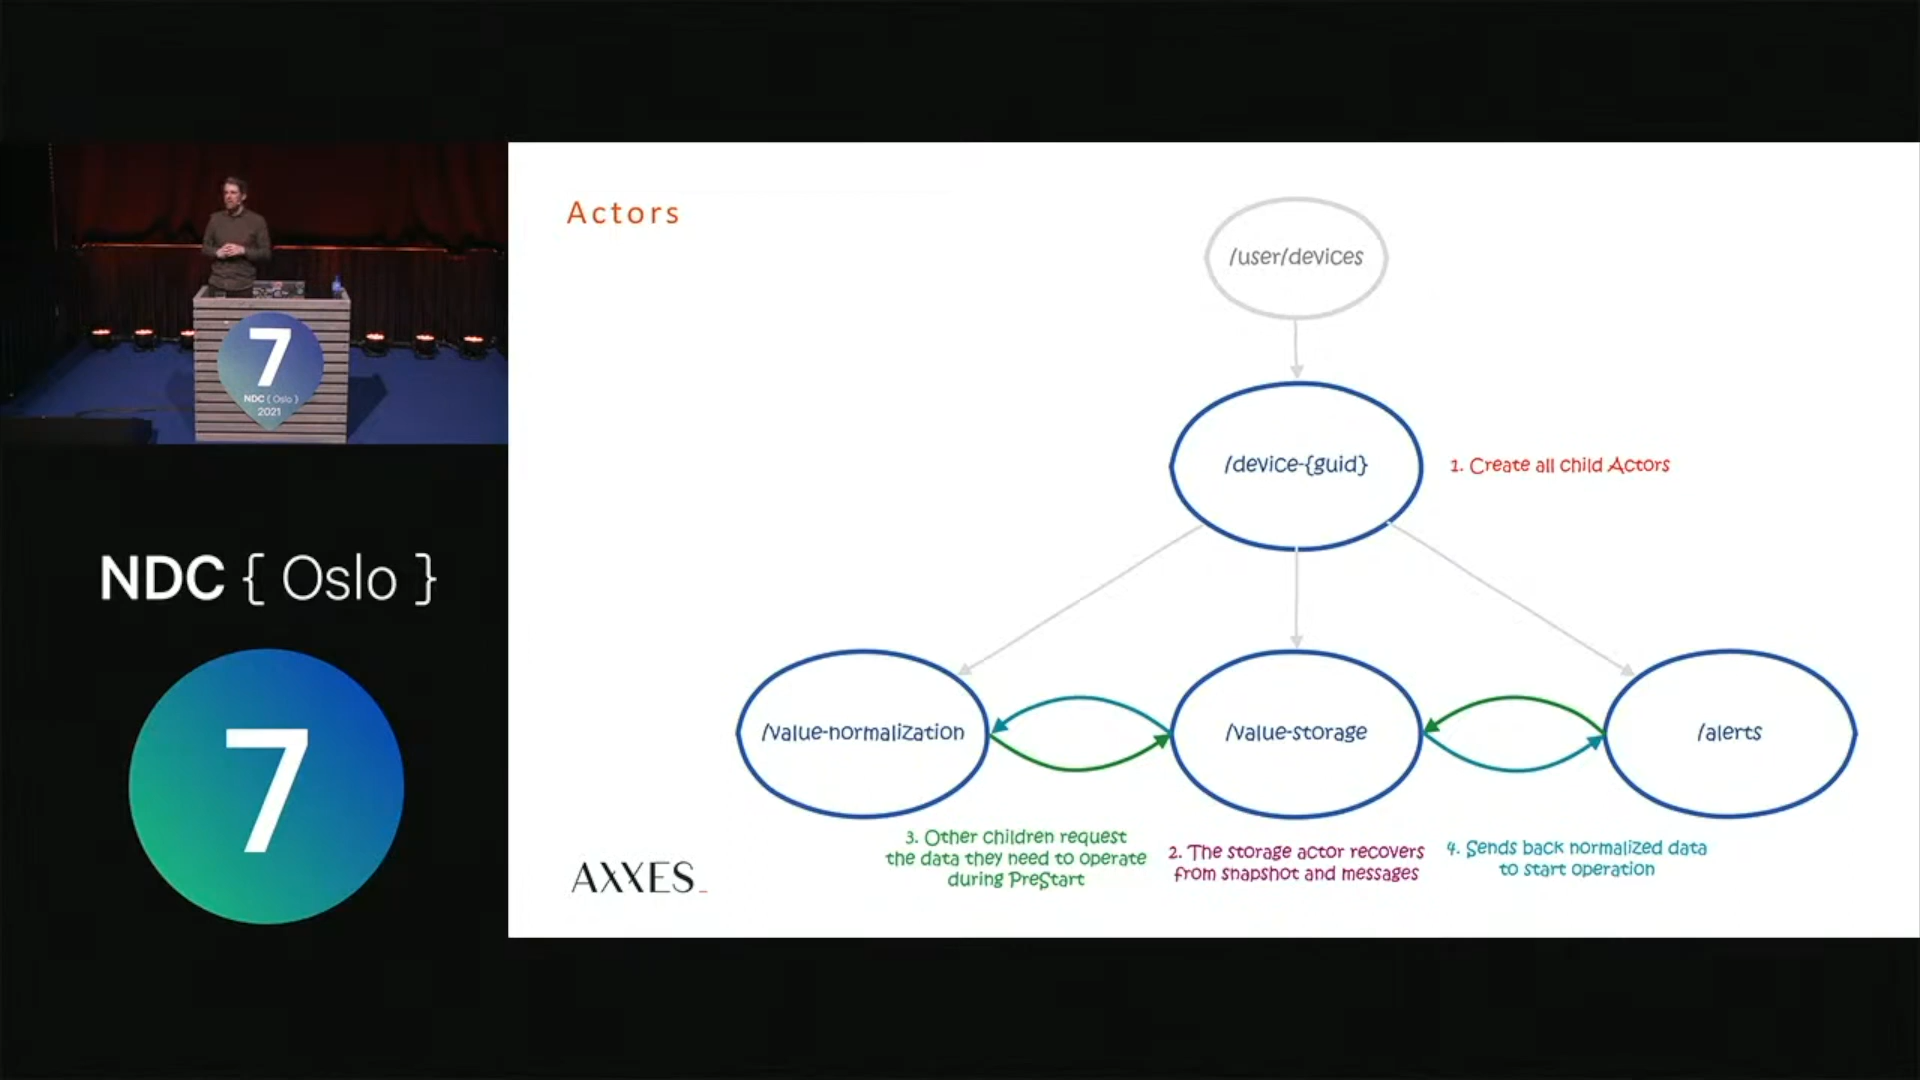 Actors
/user/devices
/device-{guid}
1. Create all child Actors
/value-normalization
/value-storage
/alerts
3. Other children request
the data they need to operate
during PreStart
2. The storage actor recovers
from snapshot and messages
4. Sends back normalized data
to start operation
AXXES_
7
NDC { Oslo }
2021
NDC { Oslo }
7